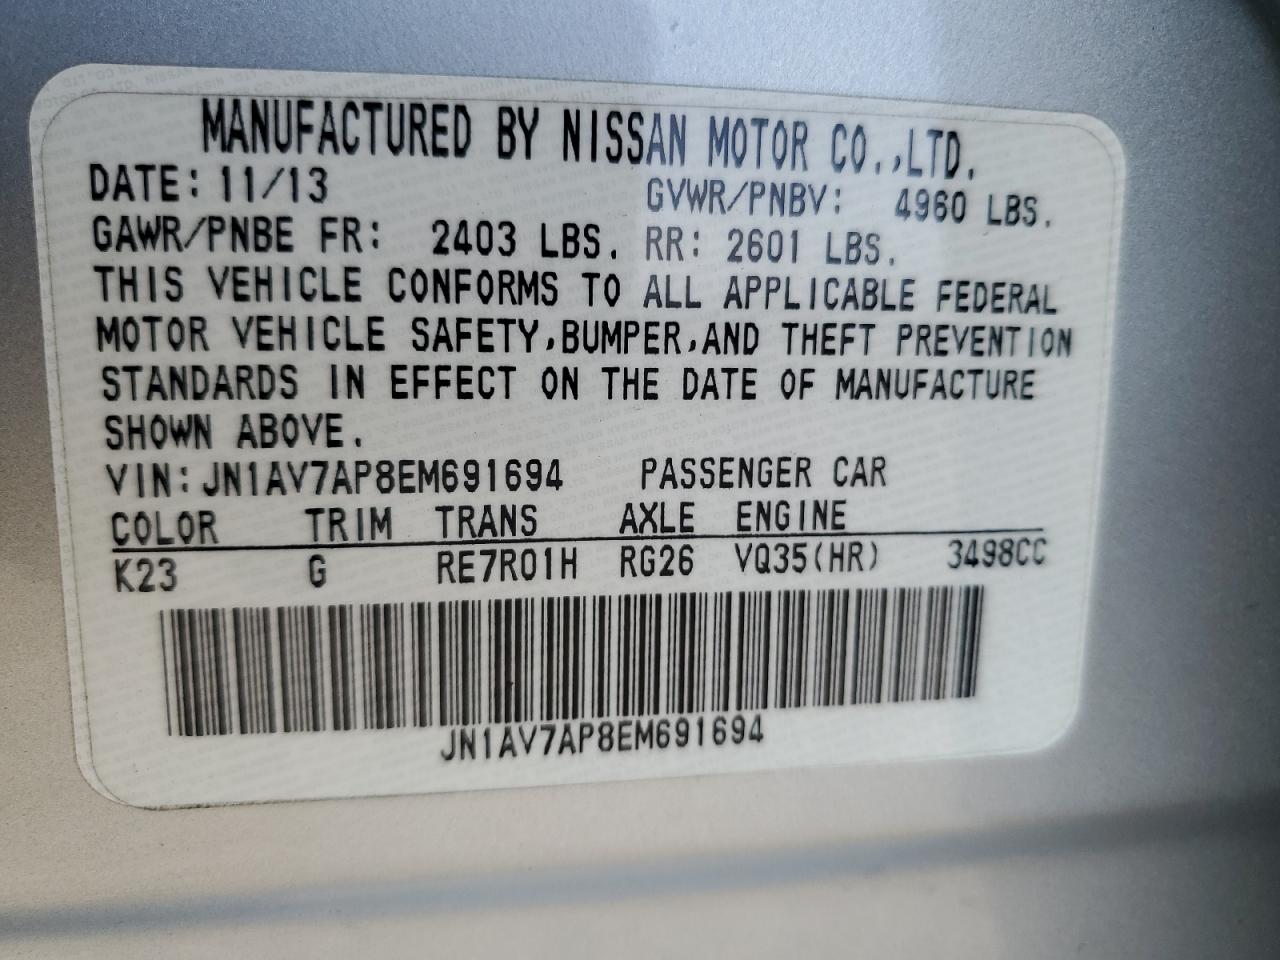 MANUFACTURED BY NISSAN MOTOR CO.,LTD.
DATE: 11/13 GVWR/PNBV: 4960 LBS.
GAWR/PNBE FR: 2403 LBS. RR: 2601 LBS.
THIS VEHICLE CONFORMS TO ALL APPLICABLE FEDERAL
MOTOR VEHICLE SAFETY,BUMPER,AND THEFT PREVENTION
STANDARDS IN EFFECT ON THE DATE OF MANUFACTURE
SHOWN ABOVE.
VIN: JN1AV7AP8EM691694 PASSENGER CAR
COLOR TRIM TRANS AXLE ENGINE
K23 G RE7R01H RG26 VQ35(HR) 3498CC
JN1AV7AP8EM691694